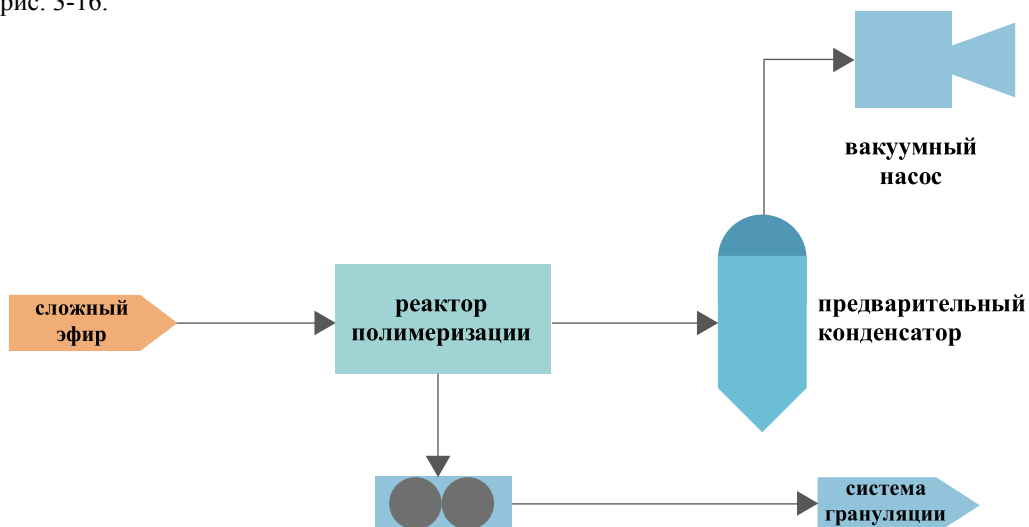 рис. 3-16.
вакуумный
насос
сложный
эфир
реактор
полимеризации
предварительный
конденсатор
система
грануляции